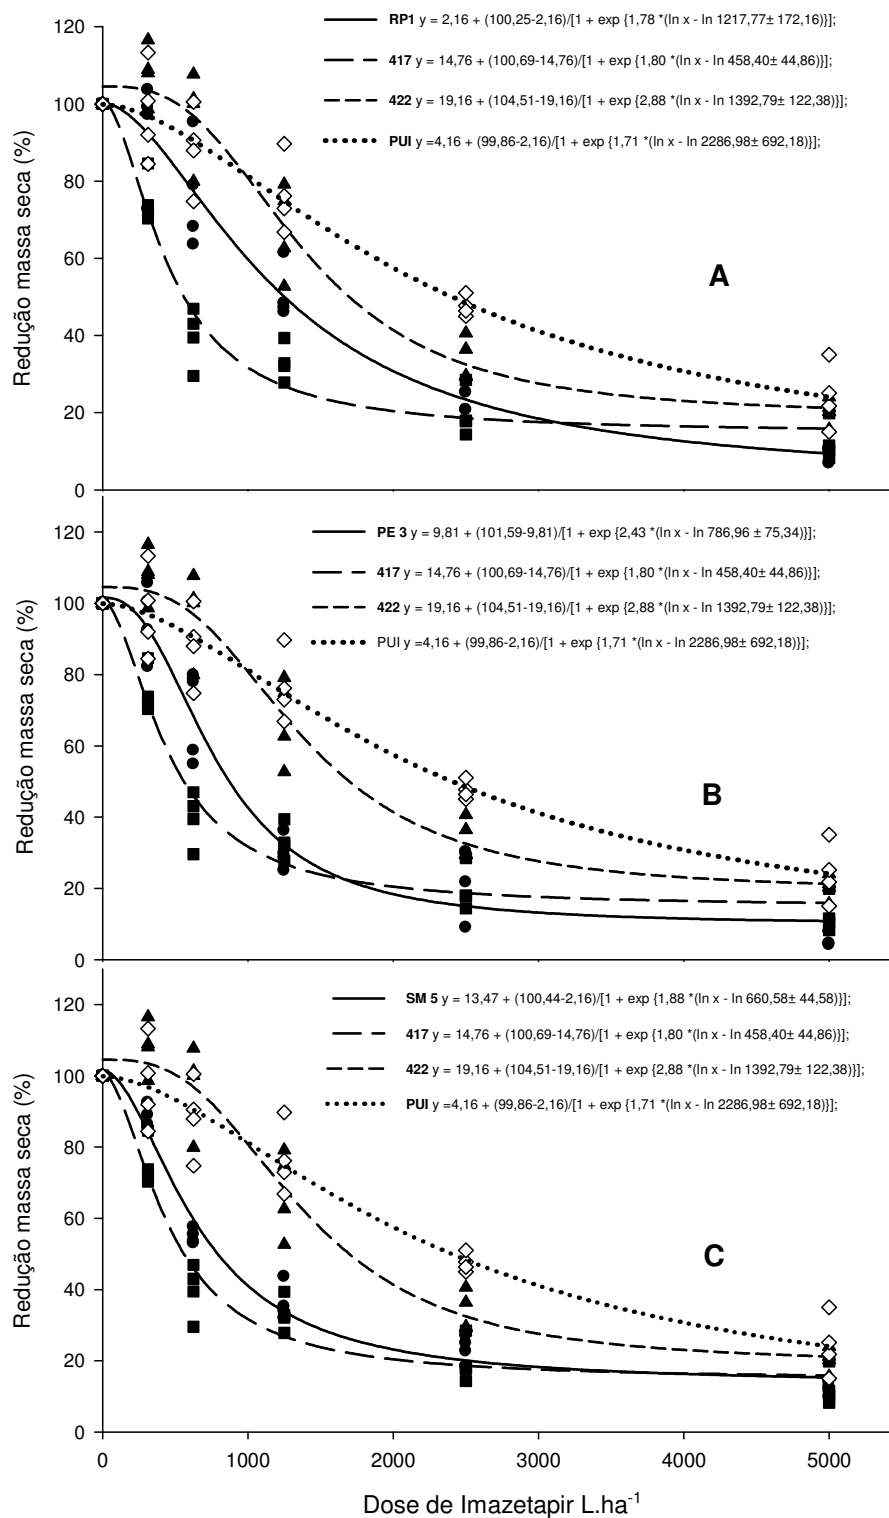 RP1 y = 2,16 + (100,25-2,16)/[1 + exp {1,78 *(ln x - ln 1217,77± 172,16)}];
417 y = 14,76 + (100,69-14,76)/[1 + exp {1,80 *(ln x - ln 458,40± 44,86)}];
422 y = 19,16 + (104,51-19,16)/[1 + exp {2,88 *(ln x - ln 1392,79± 122,38)}];
PUI y =4,16 + (99,86-2,16)/[1 + exp {1,71 *(ln x - ln 2286,98± 692,18)}];
120
100
80
60
40
20
0
Redução massa seca (%)
A
PE 3 y = 9,81 + (101,59-9,81)/[1 + exp {2,43 *(ln x - ln 786,96 ± 75,34)}];
417 y = 14,76 + (100,69-14,76)/[1 + exp {1,80 *(ln x - ln 458,40± 44,86)}];
422 y = 19,16 + (104,51-19,16)/[1 + exp {2,88 *(ln x - ln 1392,79± 122,38)}];
PUI y =4,16 + (99,86-2,16)/[1 + exp {1,71 *(ln x - ln 2286,98± 692,18)}];
120
100
80
60
40
20
0
Redução massa seca (%)
B
SM 5 y = 13,47 + (100,44-2,16)/[1 + exp {1,88 *(ln x - ln 660,58± 44,58)}];
417 y = 14,76 + (100,69-14,76)/[1 + exp {1,80 *(ln x - ln 458,40± 44,86)}];
422 y = 19,16 + (104,51-19,16)/[1 + exp {2,88 *(ln x - ln 1392,79± 122,38)}];
PUI y =4,16 + (99,86-2,16)/[1 + exp {1,71 *(ln x - ln 2286,98± 692,18)}];
120
100
80
60
40
20
0
Redução massa seca (%)
C
0 1000 2000 3000 4000 5000
Dose de Imazetapir L.ha⁻¹